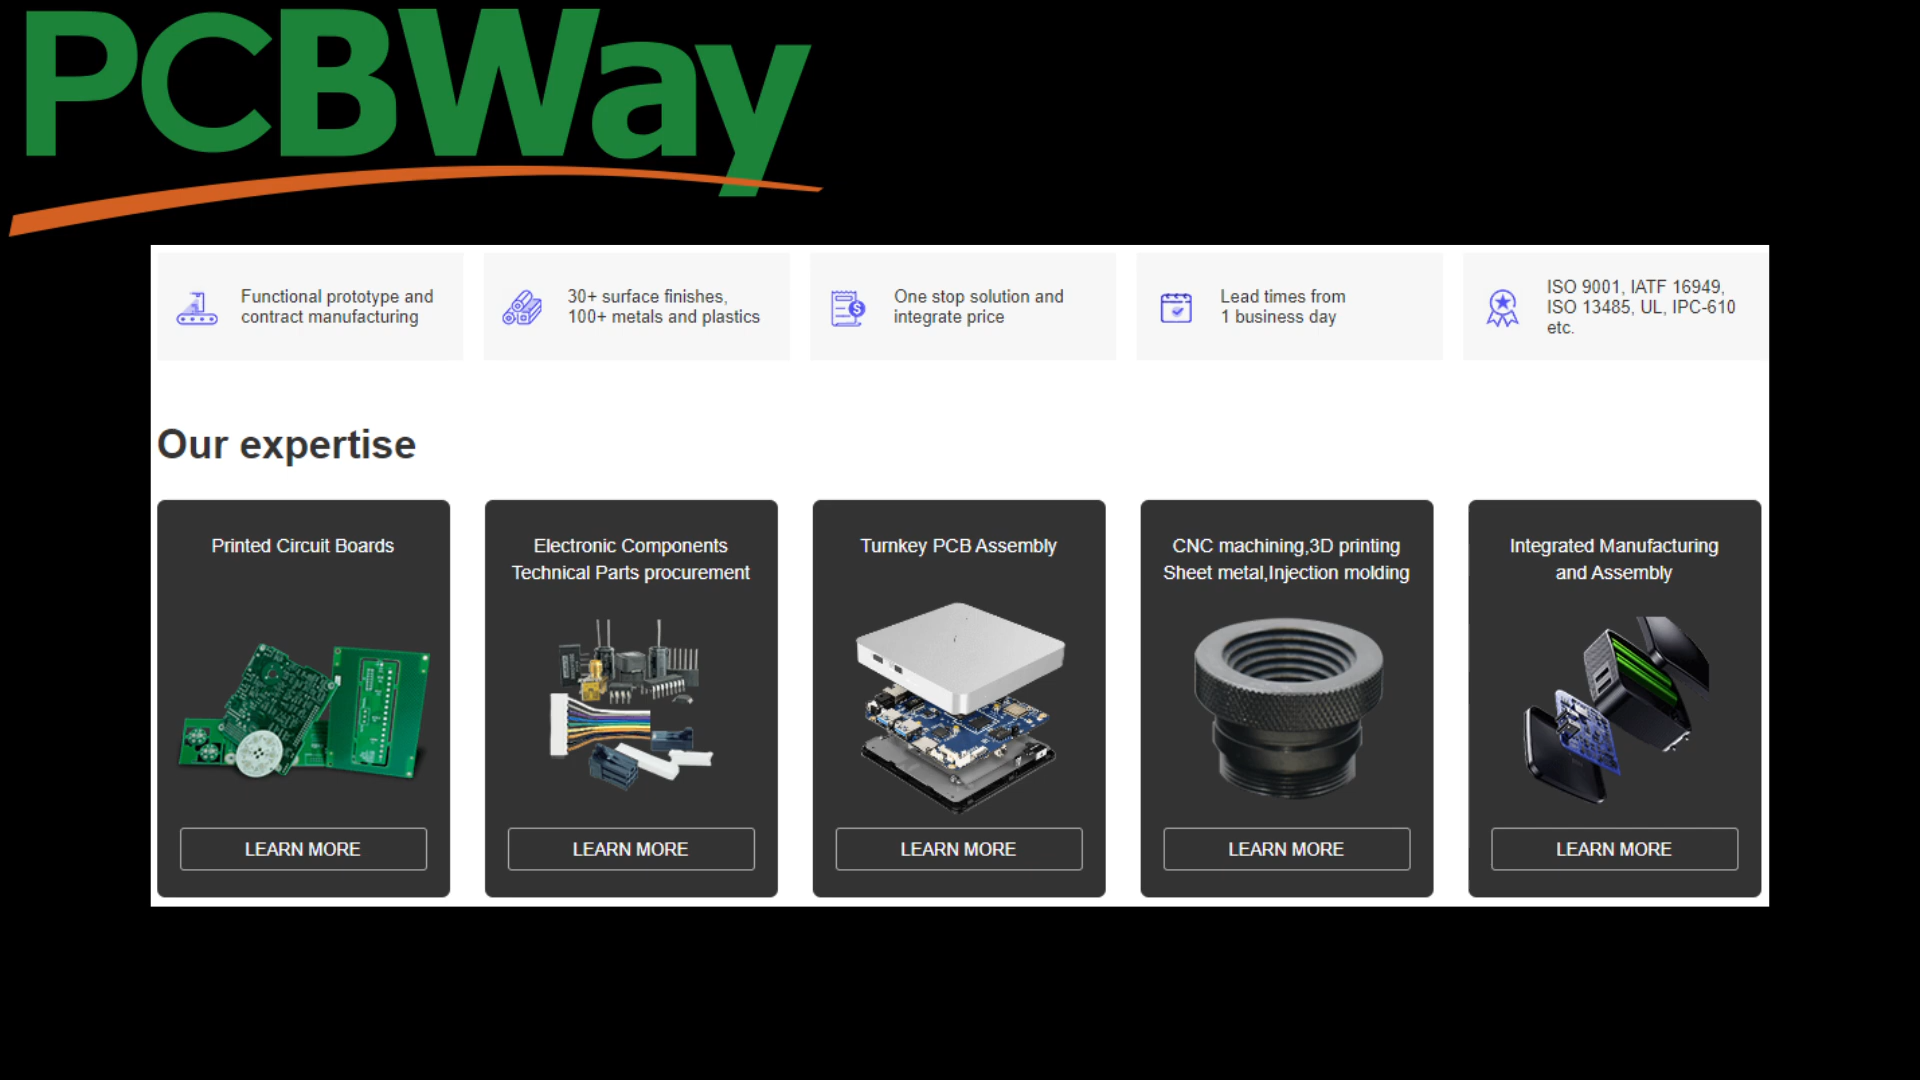 PCBWay
Functional prototype and
contract manufacturing
30+ surface finishes,
100+ metals and plastics
One stop solution and
integrate price
Lead times from
1 business day
ISO 9001, IATF 16949,
ISO 13485, UL, IPC-610
etc.
Our expertise
Printed Circuit Boards
Electronic Components
Technical Parts procurement
Turnkey PCB Assembly
CNC machining,3D printing
Sheet metal,Injection molding
Integrated Manufacturing
and Assembly
LEARN MORE
LEARN MORE
LEARN MORE
LEARN MORE
LEARN MORE